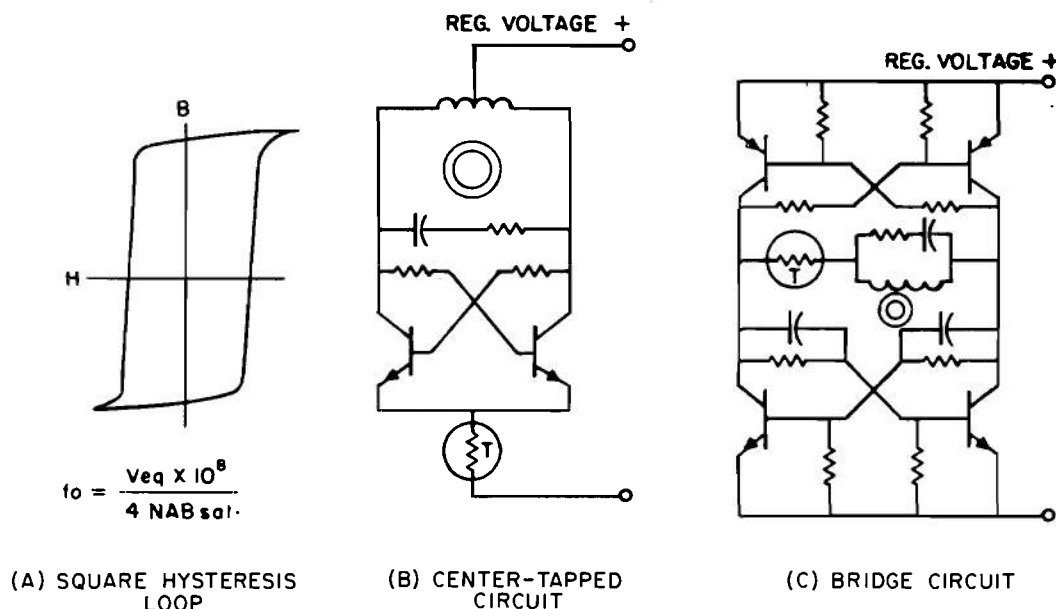 REG. VOLTAGE +
REG. VOLTAGE +
B
H
T
T
fo = Veq X 10^8
4 NAB sat.
(A) SQUARE HYSTERESIS
LOOP
(B) CENTER-TAPPED
CIRCUIT
(C) BRIDGE CIRCUIT